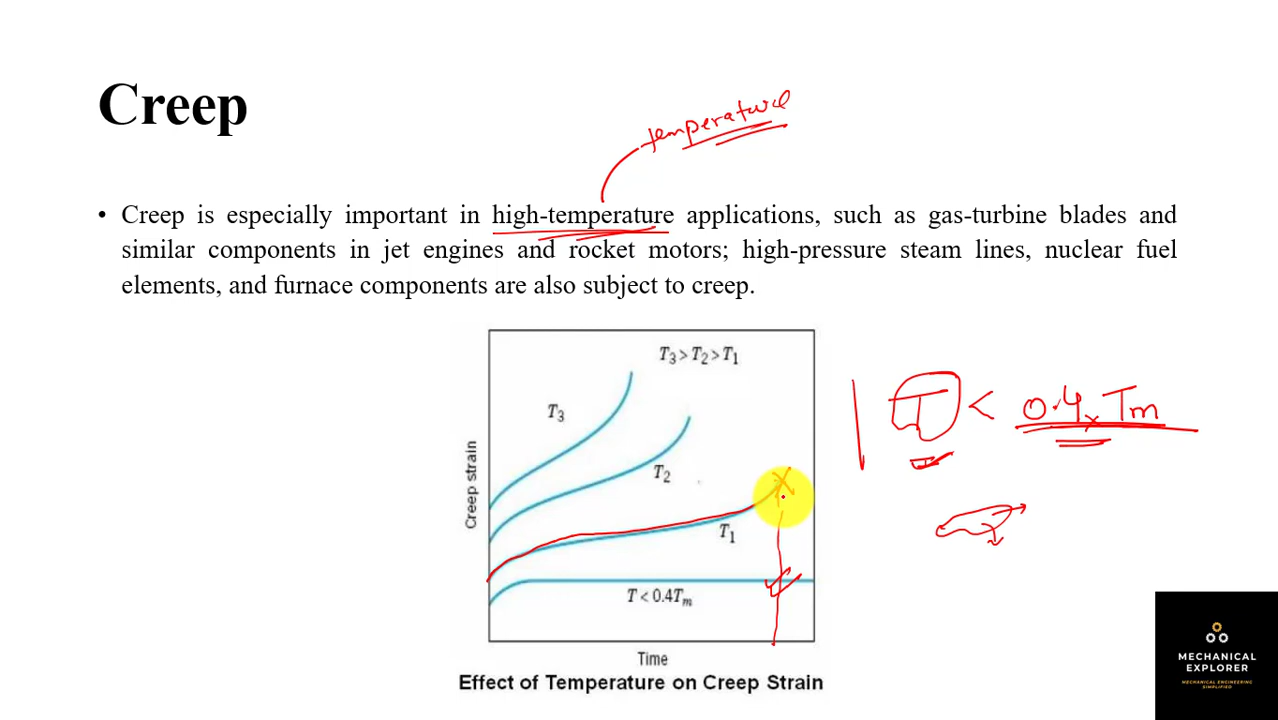 Creep
temperature
• Creep is especially important in high-temperature applications, such as gas-turbine blades and
similar components in jet engines and rocket motors; high-pressure steam lines, nuclear fuel
elements, and furnace components are also subject to creep.
T3 > T2 > T1
T3
T < 0.4 x Tm
T2
Creep strain
T1
T < 0.4Tm
Time
Effect of Temperature on Creep Strain
MECHANICAL
EXPLORER
MECHANICAL ENGINEERING
SIMPLIFIED